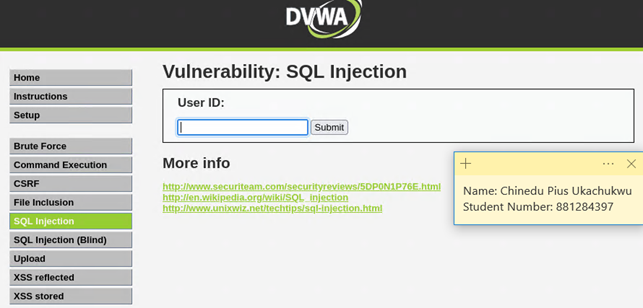 DVWA
Home
Instructions
Setup
Brute Force
Command Execution
CSRF
File Inclusion
SQL Injection
SQL Injection (Blind)
Upload
XSS reflected
XSS stored
Vulnerability: SQL Injection
User ID:
Submit
More info
http://www.securiteam.com/securityreviews/5DP0N1P76E.html
http://en.wikipedia.org/wiki/SQL_injection
http://www.unixwiz.net/techtips/sql-injection.html
Name: Chinedu Pius Ukachukwu
Student Number: 881284397